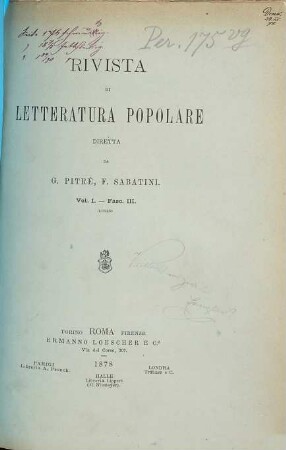 Per. 175 vg
RIVISTA
DI
LETTERATURA POPOLARE
DIRETTA
DA
G. PITRÈ, F. SABATINI.
Vol. I. — Fasc. III.
TORINO ROMA FIRENZE
ERMANNO LOESCHER E C.º
Via del Corso, 307.
PARIGI
Libreria A. Franck.
1878
LONDRA
Trübner e C.
HALLE
Libreria Lippert
(M. Niemeyer).